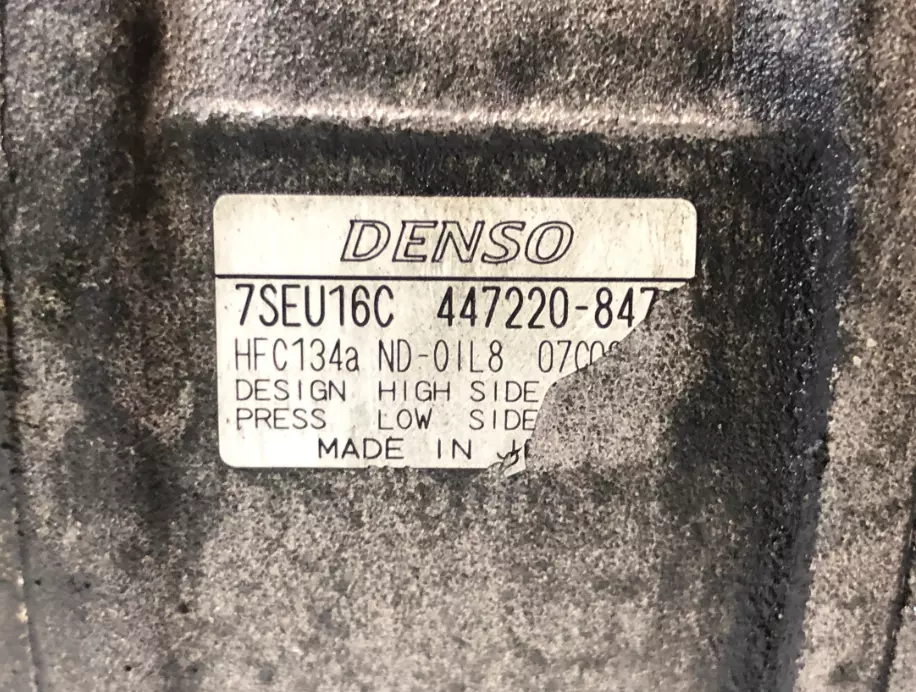 DENSO
7SEU16C 447220-847
HFC134a ND-OIL8 07C0
DESIGN HIGH SIDE
PRESS LOW SIDE
MADE IN